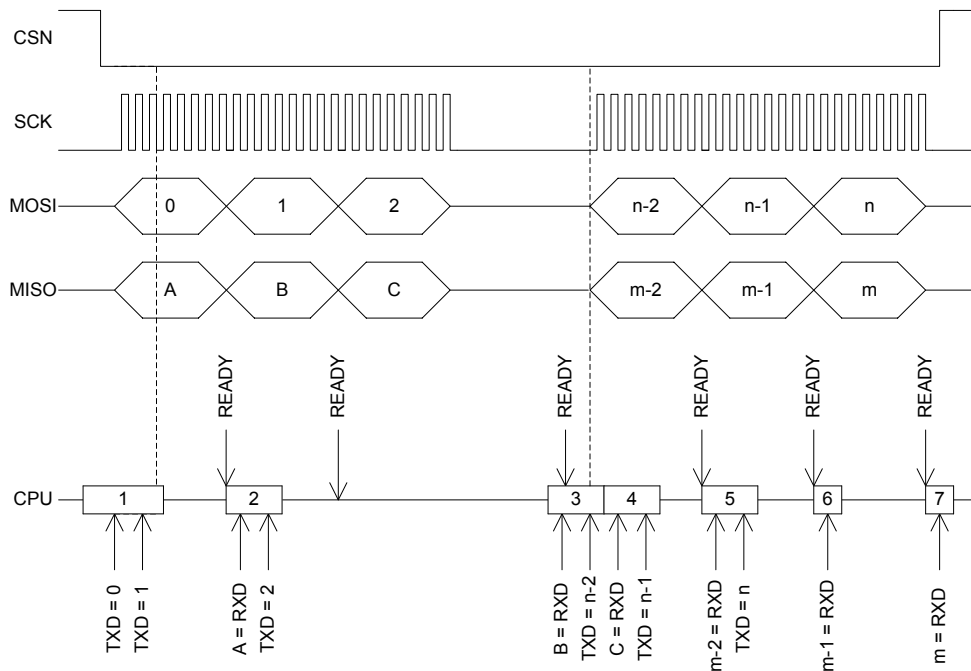 CSN
SCK
MOSI
0
1
2
n-2
n-1
n
MISO
A
B
C
m-2
m-1
m
READY
READY
READY
READY
READY
READY
CPU
1
2
3
4
5
6
7
TXD = 0
TXD = 1
A = RXD
TXD = 2
B = RXD
TXD = n-2
C = RXD
TXD = n-1
m-2 = RXD
TXD = n
m-1 = RXD
m = RXD